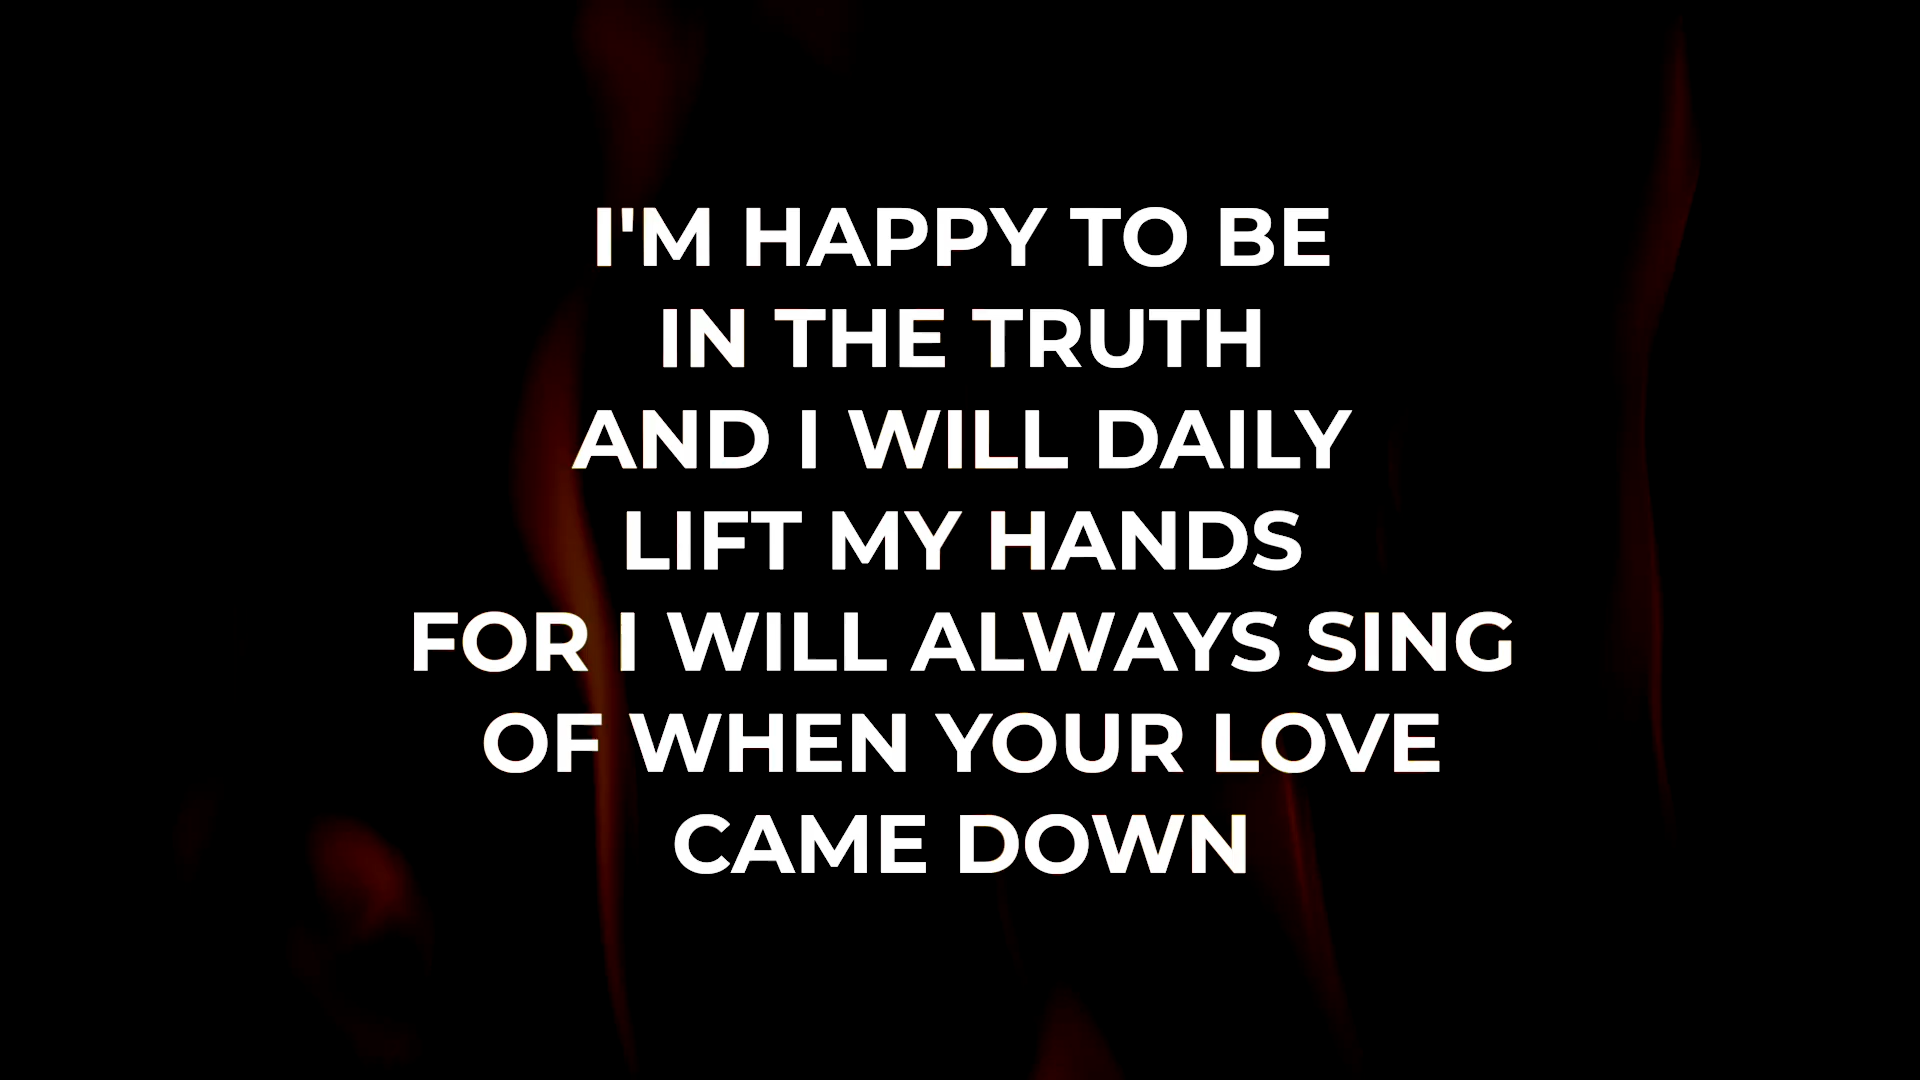 I'M HAPPY TO BE
IN THE TRUTH
AND I WILL DAILY
LIFT MY HANDS
FOR I WILL ALWAYS SING
OF WHEN YOUR LOVE
CAME DOWN